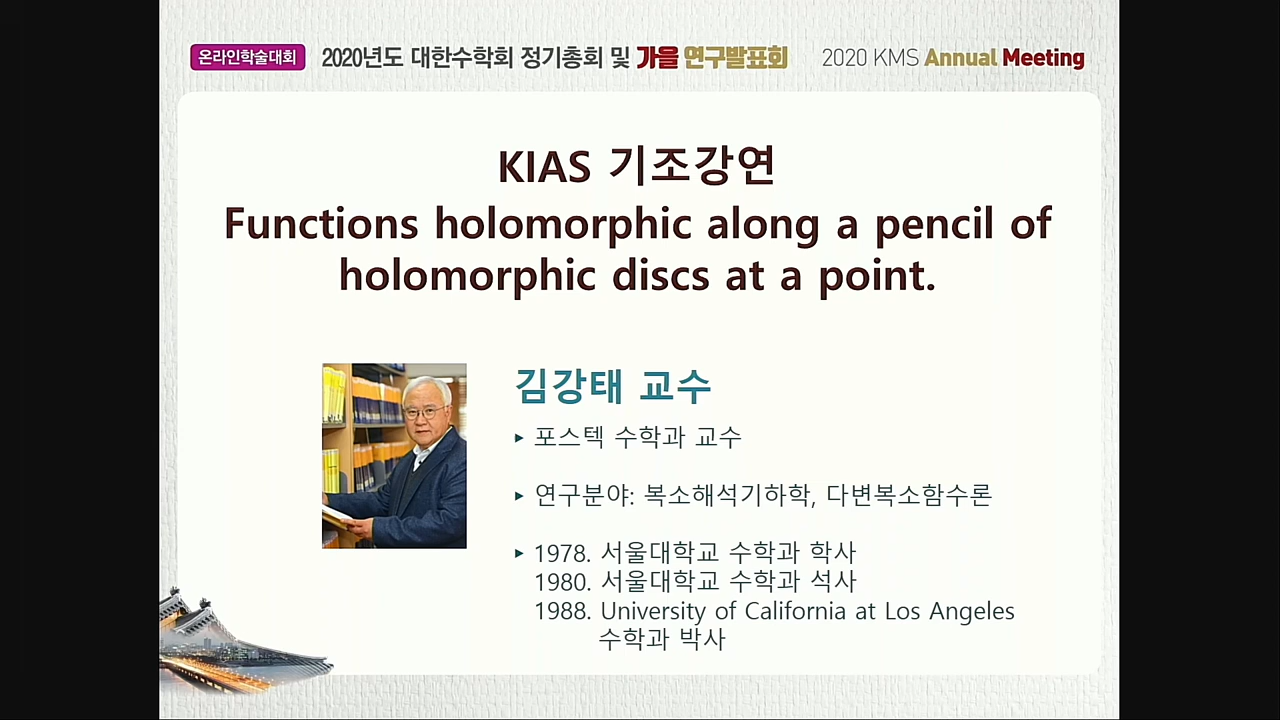 온라인학술대회 2020년도 대한수학회 정기총회 및 가을 연구발표회 2020 KMS Annual Meeting
KIAS 기조강연
Functions holomorphic along a pencil of
holomorphic discs at a point.
김강태 교수
▸ 포스텍 수학과 교수
▸ 연구분야: 복소해석기하학, 다변복소함수론
▸ 1978. 서울대학교 수학과 학사
1980. 서울대학교 수학과 석사
1988. University of California at Los Angeles
수학과 박사